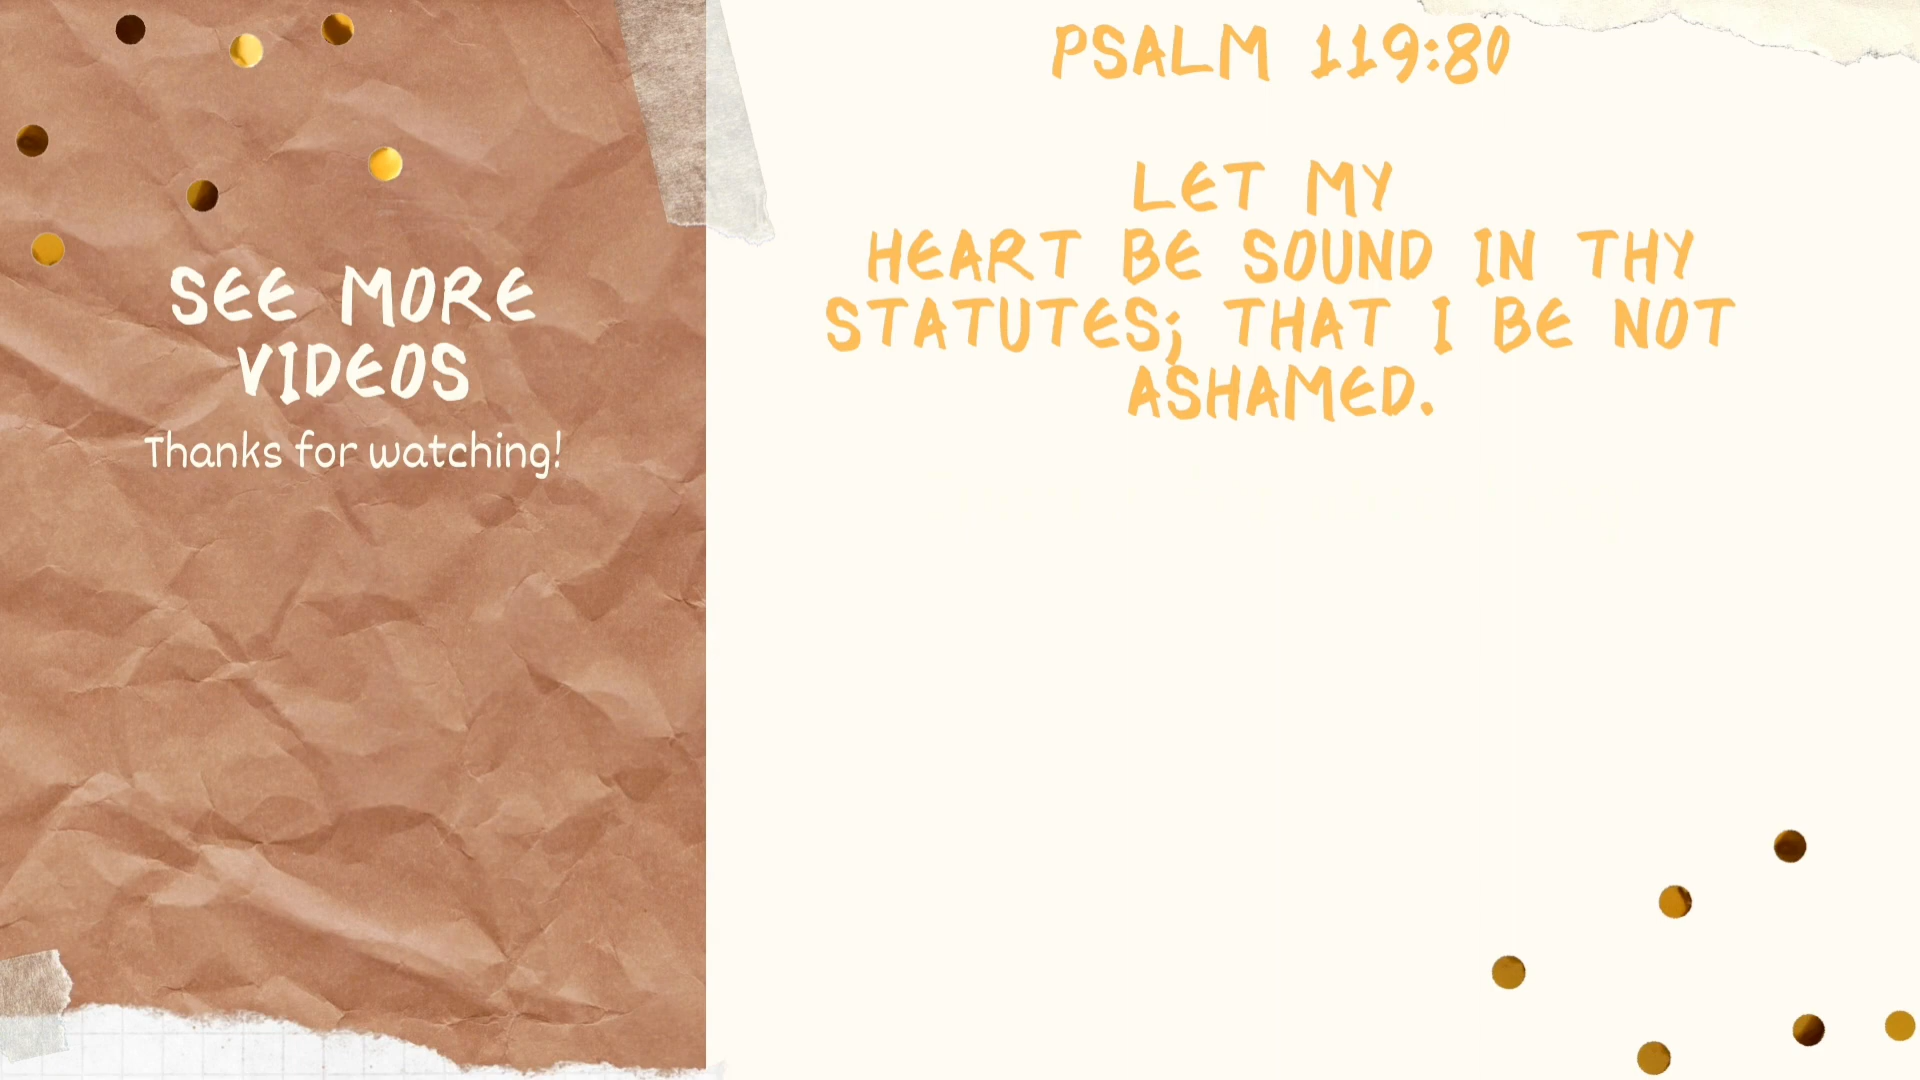 SEE MORE
VIDEOS
Thanks for watching!
PSALM 119:80
LET MY
HEART BE SOUND IN THY
STATUTES; THAT I BE NOT
ASHAMED.